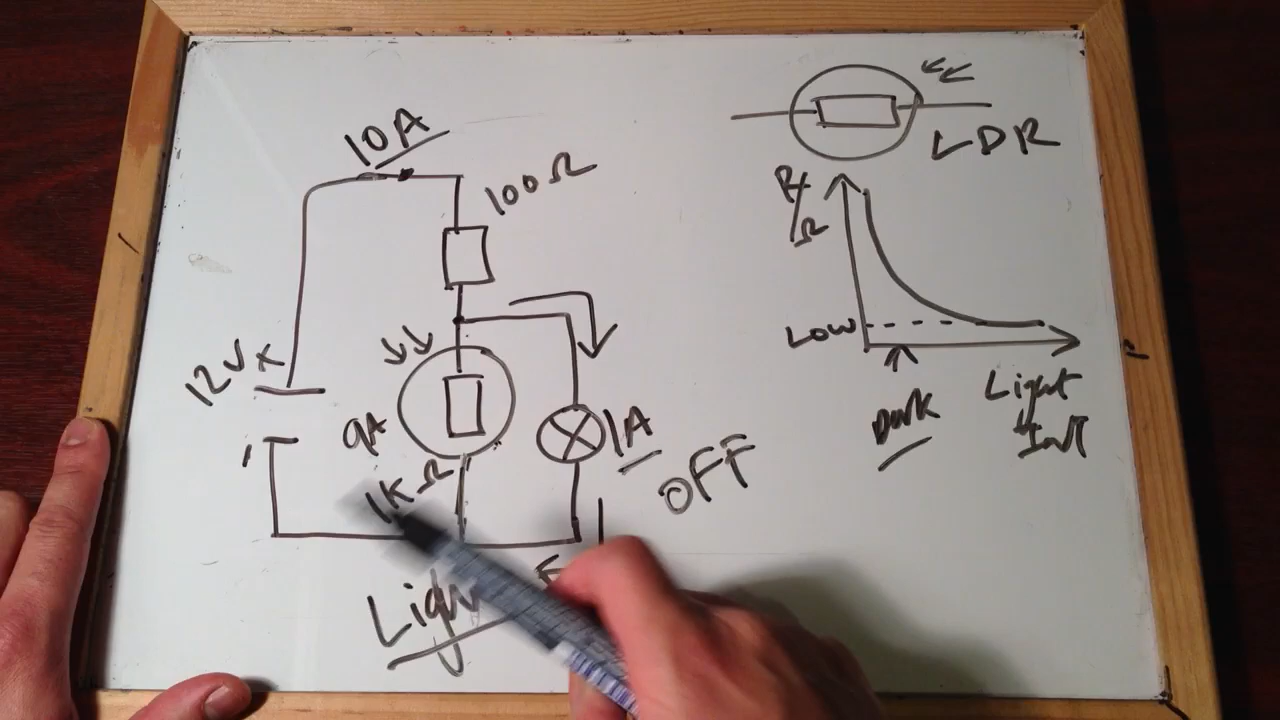 10A
100Ω
12V
9A
1KΩ
1A
OFF
LDR
R/Ω
LOW
Dark
Light
Int